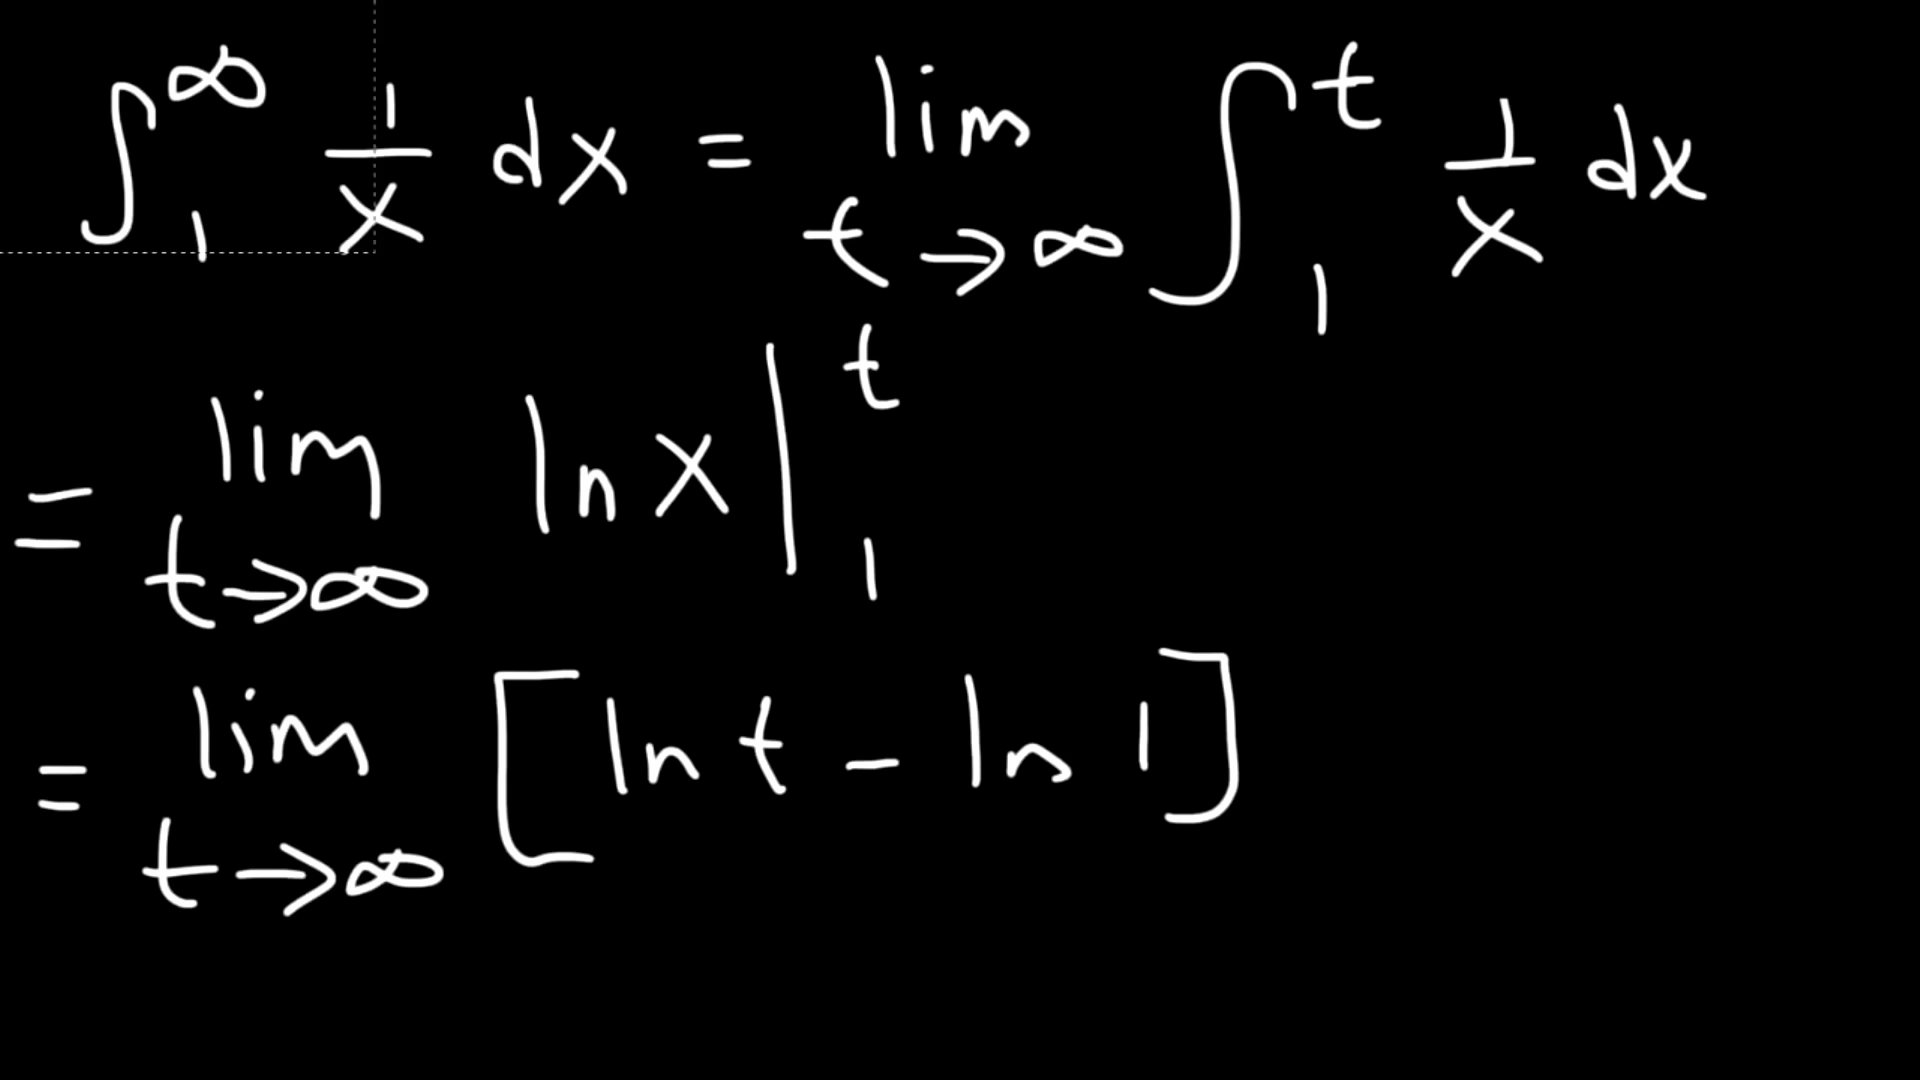 ∫₁^∞ 1/x dx = lim_{t→∞} ∫₁^t 1/x dx
= lim_{t→∞} ln x |₁^t
= lim_{t→∞} [ln t - ln 1]